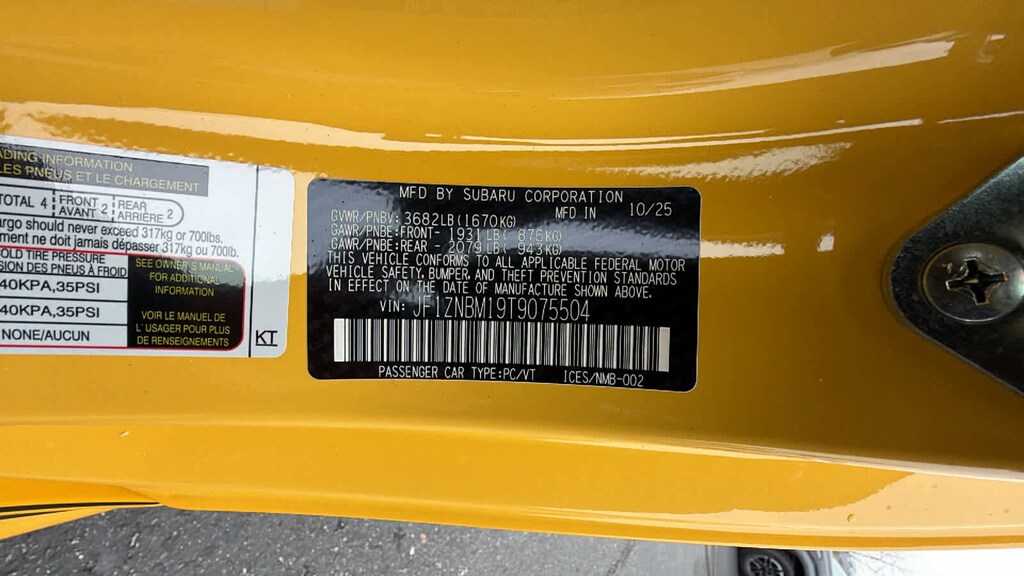 ADING INFORMATION
LES PNEUS ET LE CHARGEMENT
TOTAL 4 FRONT AVANT 2 REAR ARRIÈRE 2
argo should never exceed 317kg or 700lbs.
ment ne doit jamais dépasser 317kg ou 700lb.
OLD TIRE PRESSURE
SION DES PNEUS À FROID
40KPA,35PSI
40KPA,35PSI
NONE/AUCUN
SEE OWNER'S MANUAL
FOR ADDITIONAL
INFORMATION
VOIR LE MANUEL DE
L' USAGER POUR PLUS
DE RENSEIGNEMENTS
KT
MFD BY SUBARU CORPORATION
MFD IN 10/25
GVWR/PNBV: 3682LB(1670KG)
GAWR/PNBE:FRONT- 1931LB( 876KG)
GAWR/PNBE:REAR - 2079LB( 943KG)
THIS VEHICLE CONFORMS TO ALL APPLICABLE FEDERAL MOTOR
VEHICLE SAFETY, BUMPER, AND THEFT PREVENTION STANDARDS
IN EFFECT ON THE DATE OF MANUFACTURE SHOWN ABOVE.
VIN: JF1ZNBM19T9075504
PASSENGER CAR TYPE:PC/VT ICES/NMB-002